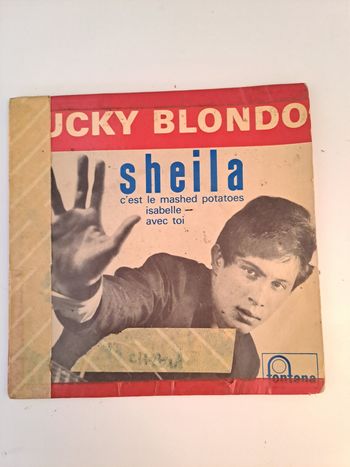 UCKY BLONDO
sheila
c'est le mashed potatoes
isabelle —
avec toi
fontana